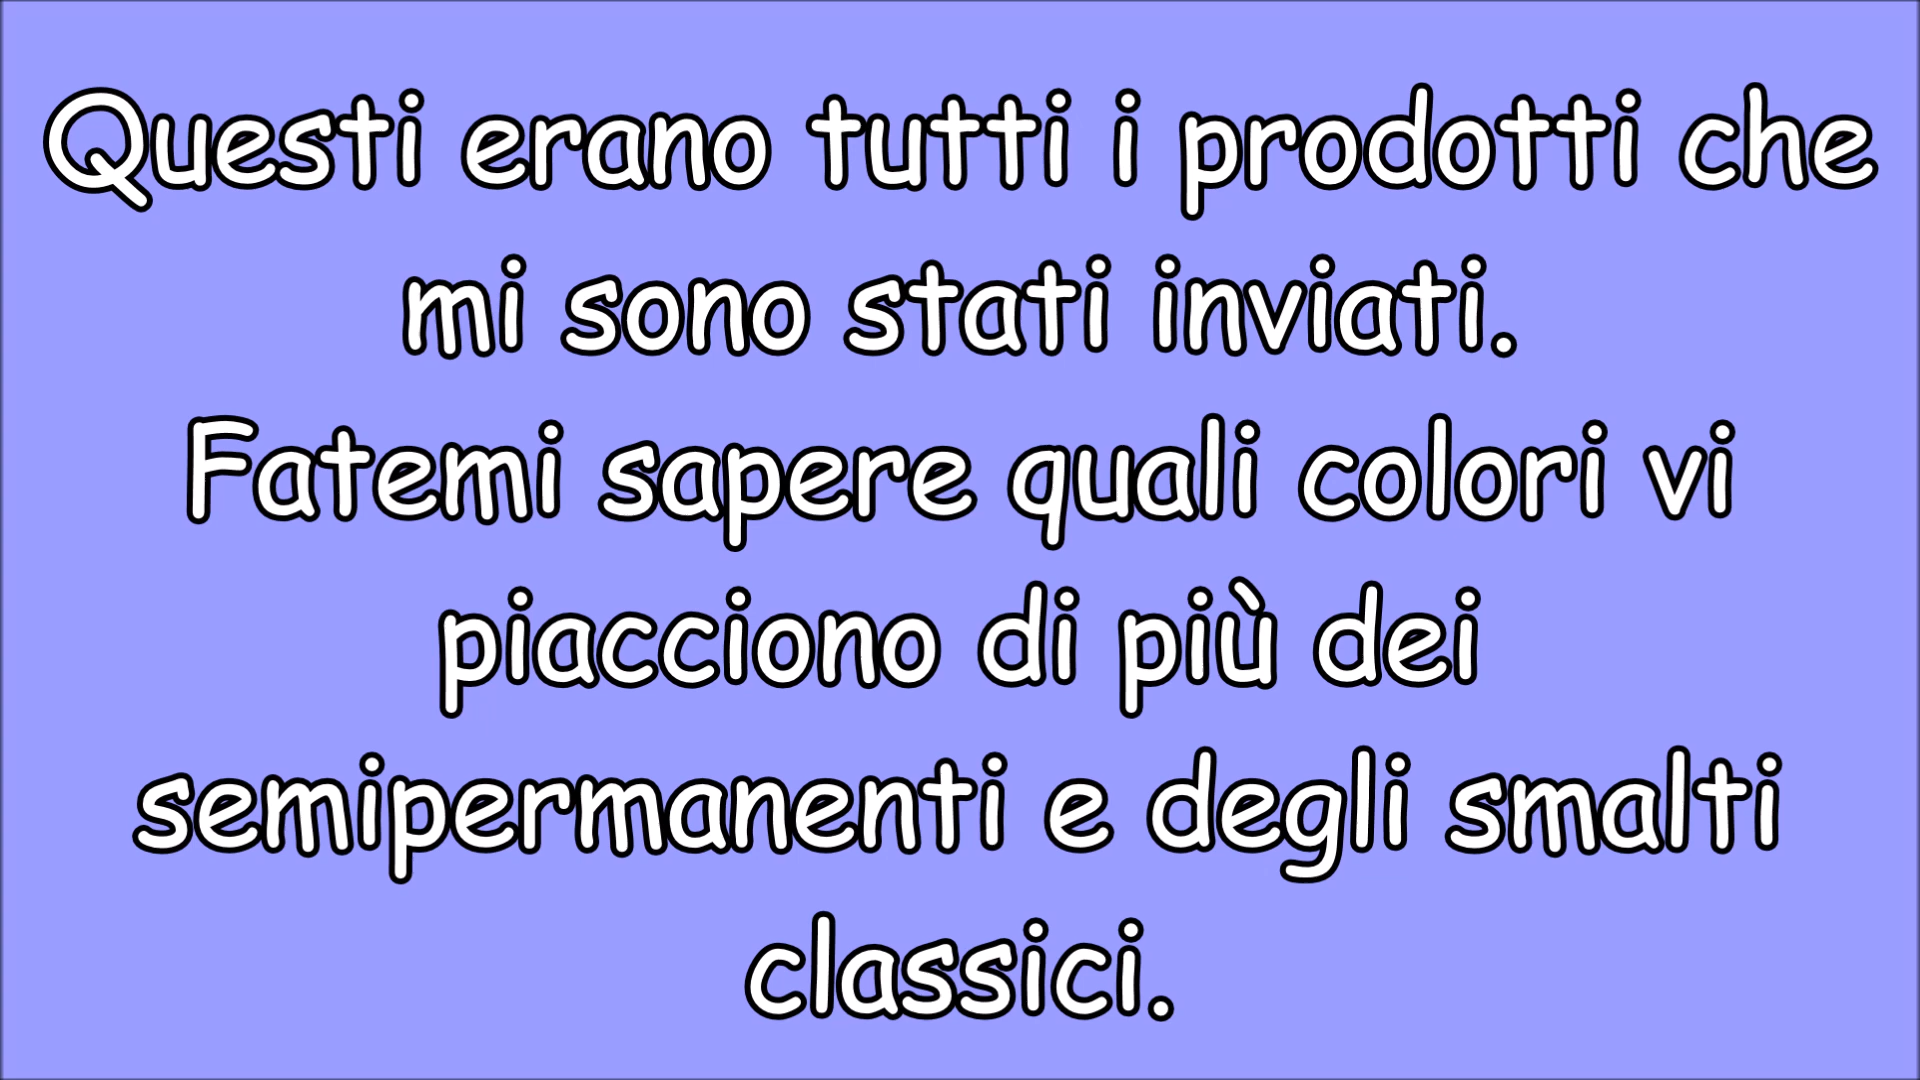 Questi erano tutti i prodotti che
mi sono stati inviati.
Fatemi sapere quali colori vi
piacciono di più dei
semipermanenti e degli smalti
classici.